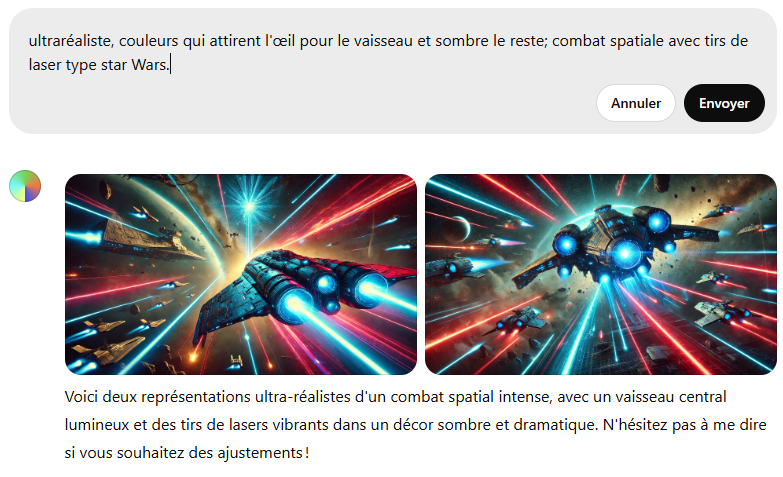 ultraréaliste, couleurs qui attirent l'œil pour le vaisseau et sombre le reste; combat spatiale avec tirs de
laser type star Wars.
Annuler
Envoyer
Voici deux représentations ultra-réalistes d'un combat spatial intense, avec un vaisseau central
lumineux et des tirs de lasers vibrants dans un décor sombre et dramatique. N'hésitez pas à me dire
si vous souhaitez des ajustements !